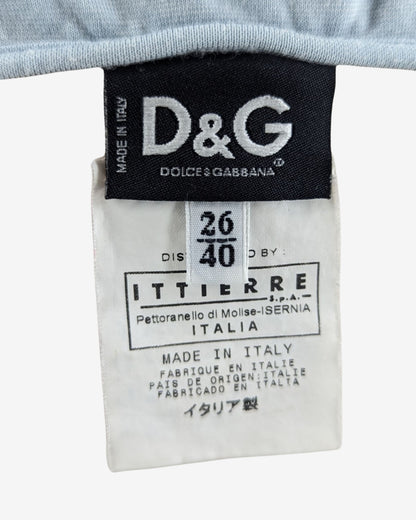 MADE IN ITALY
D&G
DOLCE&GABBANA®
26
40
BY :
ITTIERRE
S.p.A.
Pettoranello di Molise-ISERNIA
ITALIA
MADE IN ITALY
FABRIQUE EN ITALIE
PAIS DE ORIGEN:ITALIE
FABRICADO EN ITALTA
イタリア製